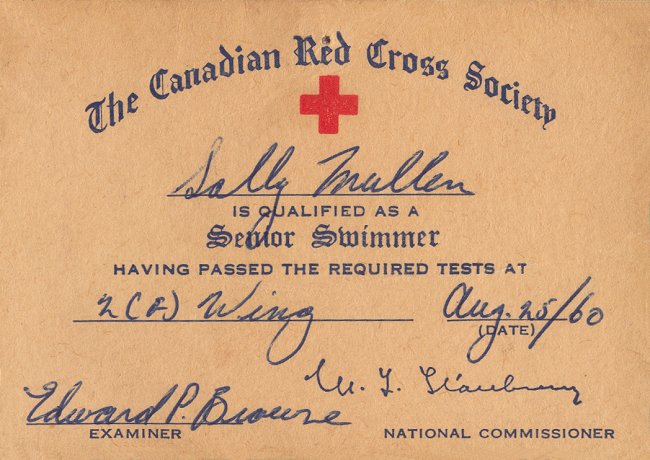 The Canadian Red Cross Society
Sally Mullen
IS QUALIFIED AS A
Senior Swimmer
HAVING PASSED THE REQUIRED TESTS AT
2(F) Wing Aug. 25/60
(DATE)
Edward P. Browne
EXAMINER NATIONAL COMMISSIONER